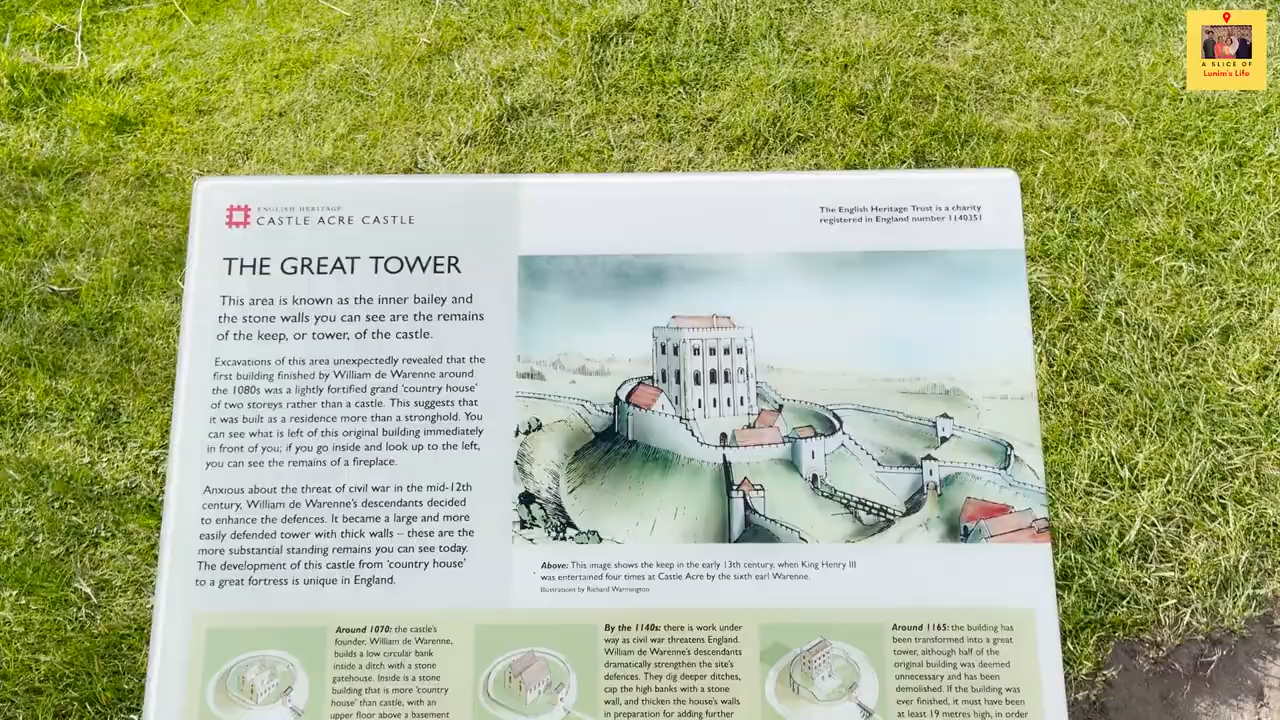 A SLICE OF
Lunim's Life
ENGLISH HERITAGE
CASTLE ACRE CASTLE
The English Heritage Trust is a charity
registered in England number 1140351
THE GREAT TOWER
This area is known as the inner bailey and
the stone walls you can see are the remains
of the keep, or tower, of the castle.
Excavations of this area unexpectedly revealed that the
first building finished by William de Warenne around
the 1080s was a lightly fortified grand 'country house'
of two storeys rather than a castle. This suggests that
it was built as a residence more than a stronghold. You
can see what is left of this original building immediately
in front of you; if you go inside and look up to the left,
you can see the remains of a fireplace.
Anxious about the threat of civil war in the mid-12th
century, William de Warenne's descendants decided
to enhance the defences. It became a large and more
easily defended tower with thick walls – these are the
more substantial standing remains you can see today.
The development of this castle from 'country house'
to a great fortress is unique in England.
Above: This image shows the keep in the early 13th century, when King Henry III
was entertained four times at Castle Acre by the sixth earl Warenne.
Illustrations by Richard Warmington
Around 1070: the castle's
founder, William de Warenne,
builds a low circular bank
inside a ditch with a stone
gatehouse. Inside is a stone
building that is more 'country
house' than castle, with an
upper floor above a basement
By the 1140s: there is work under
way as civil war threatens England.
William de Warenne's descendants
dramatically strengthen the site's
defences. They dig deeper ditches,
cap the high banks with a stone
wall, and thicken the house's walls
in preparation for adding further
Around 1165: the building has
been transformed into a great
tower, although half of the
original building was deemed
unnecessary and has been
demolished. If the building was
ever finished, it must have been
at least 19 metres high, in order